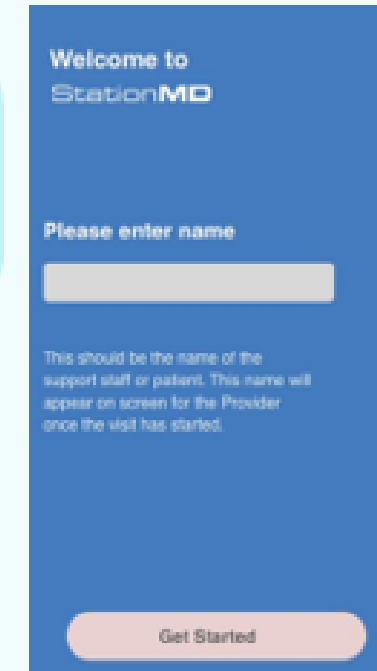 Welcome to
StationMD
Please enter name
This should be the name of the
support staff or patient. This name will
appear on screen for the Provider
once the visit has started.
Get Started